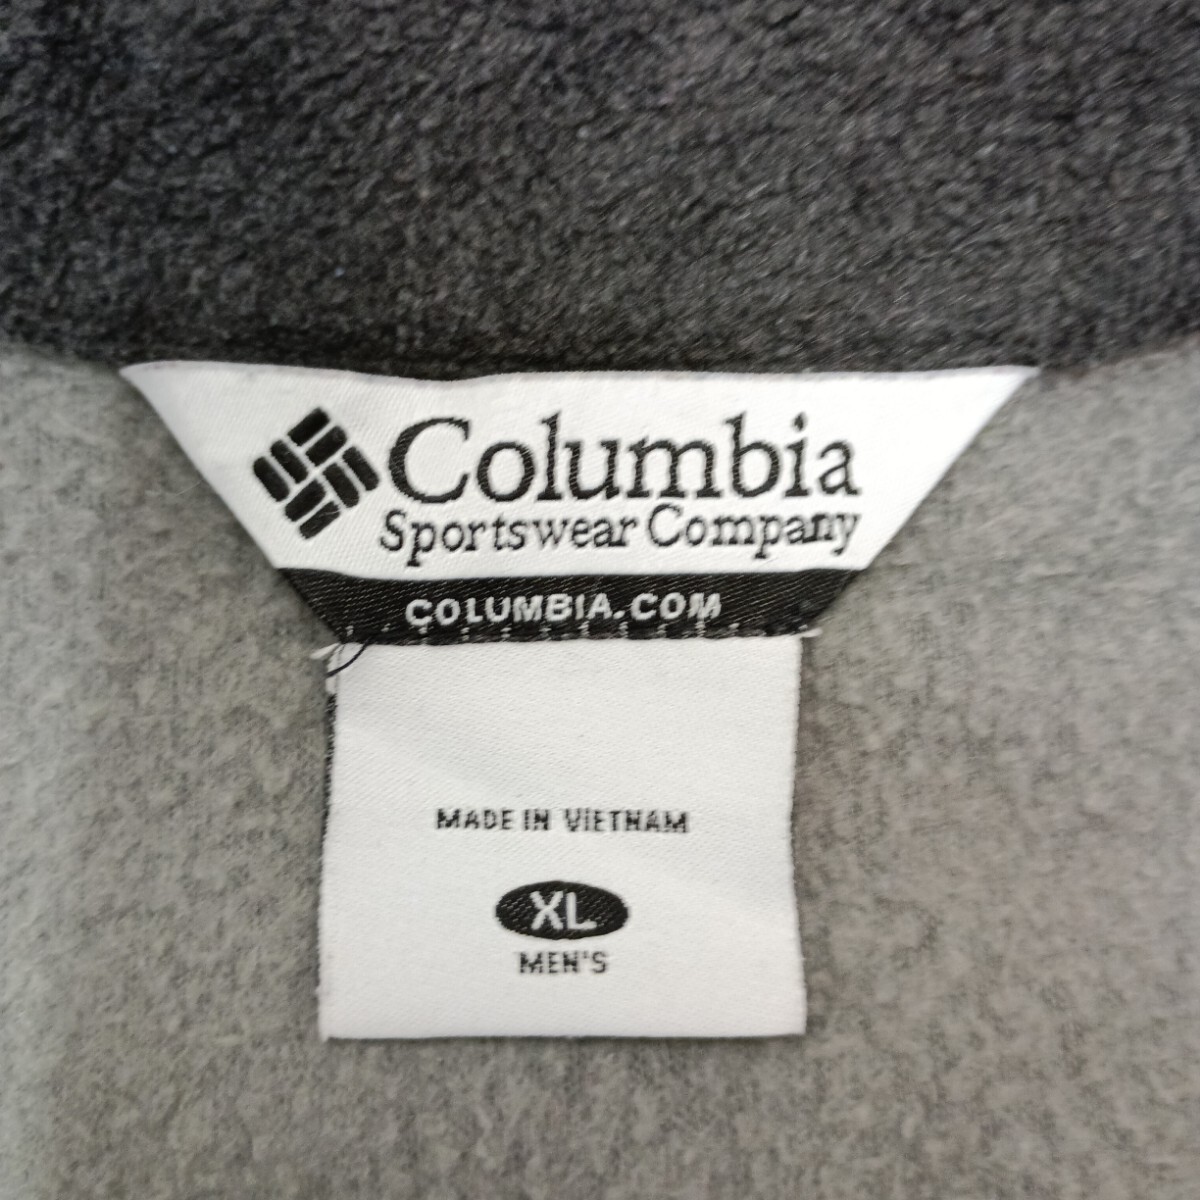 Columbia
Sportswear Company
COLUMBIA.COM
MADE IN VIETNAM
XL
MEN'S